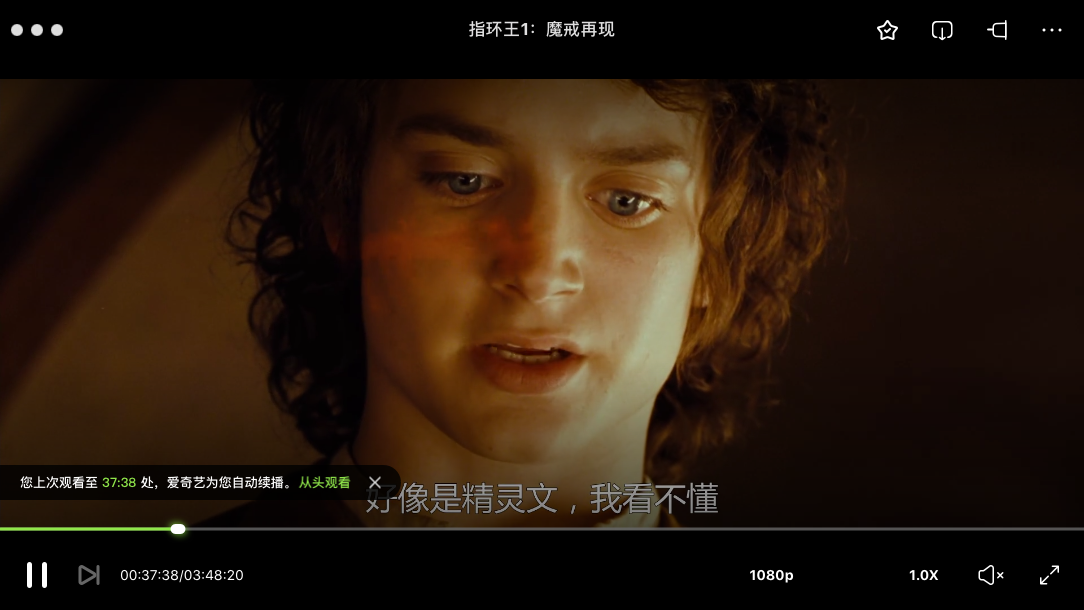 指环王1：魔戒再现
您上次观看至 37:38 处，爱奇艺为您自动续播。从头观看
好像是精灵文，我看不懂
00:37:38/03:48:20
1080p
1.0X